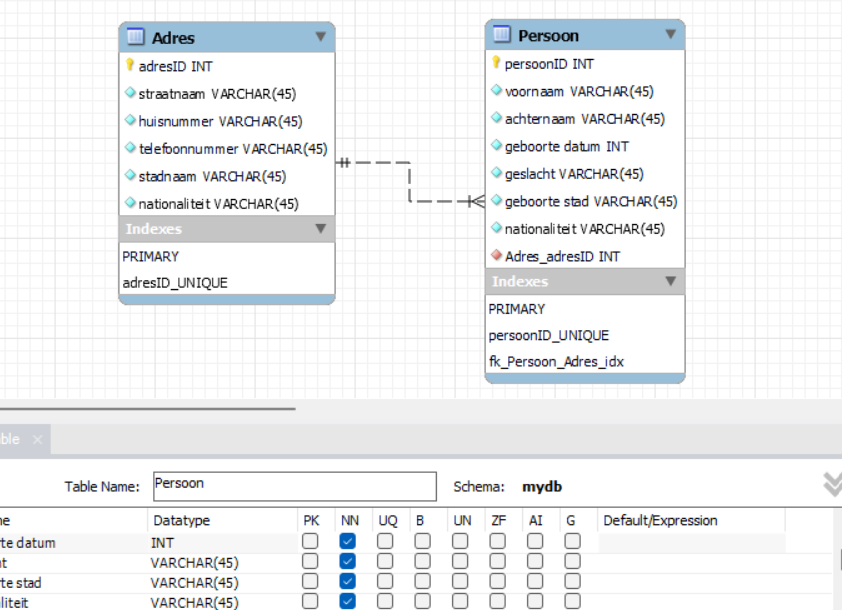 Adres
adresID INT
straatnaam VARCHAR(45)
huisnummer VARCHAR(45)
telefoonnummer VARCHAR(45)
stadnaam VARCHAR(45)
nationaliteit VARCHAR(45)
Indexes
PRIMARY
adresID_UNIQUE
Persoon
persoonID INT
voornaam VARCHAR(45)
achternaam VARCHAR(45)
geboorte datum INT
geslacht VARCHAR(45)
geboorte stad VARCHAR(45)
nationaliteit VARCHAR(45)
Adres_adresID INT
Indexes
PRIMARY
persoonID_UNIQUE
fk_Persoon_Adres_idx
ble ×
Table Name: Persoon Schema: mydb
me Datatype PK NN UQ B UN ZF AI G Default/Expression
rte datum INT
ht VARCHAR(45)
rte stad VARCHAR(45)
liteit VARCHAR(45)